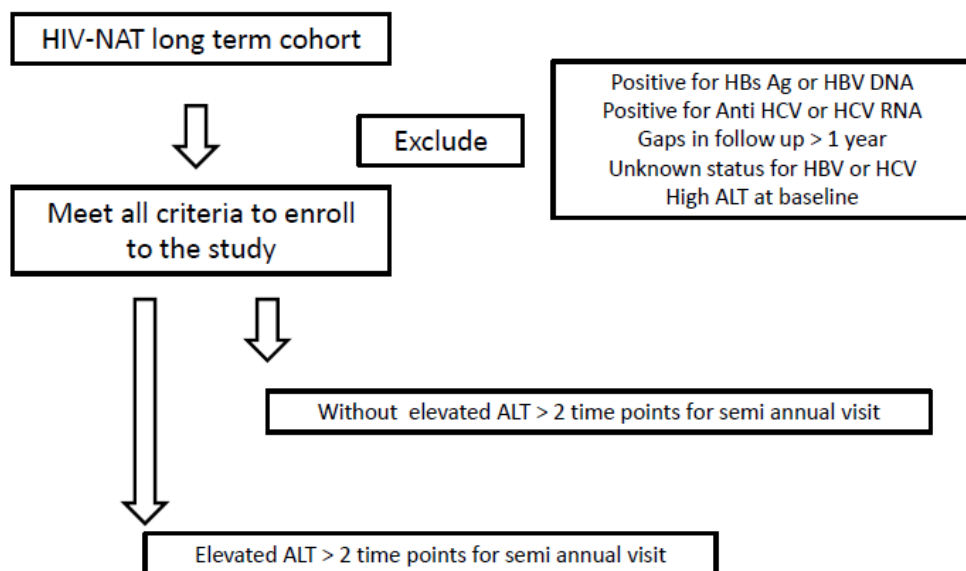 HIV-NAT long term cohort
Exclude
Positive for HBs Ag or HBV DNA
Positive for Anti HCV or HCV RNA
Gaps in follow up > 1 year
Unknown status for HBV or HCV
High ALT at baseline
Meet all criteria to enroll
to the study
Without  elevated ALT > 2 time points for semi annual visit
Elevated ALT > 2 time points for semi annual visit